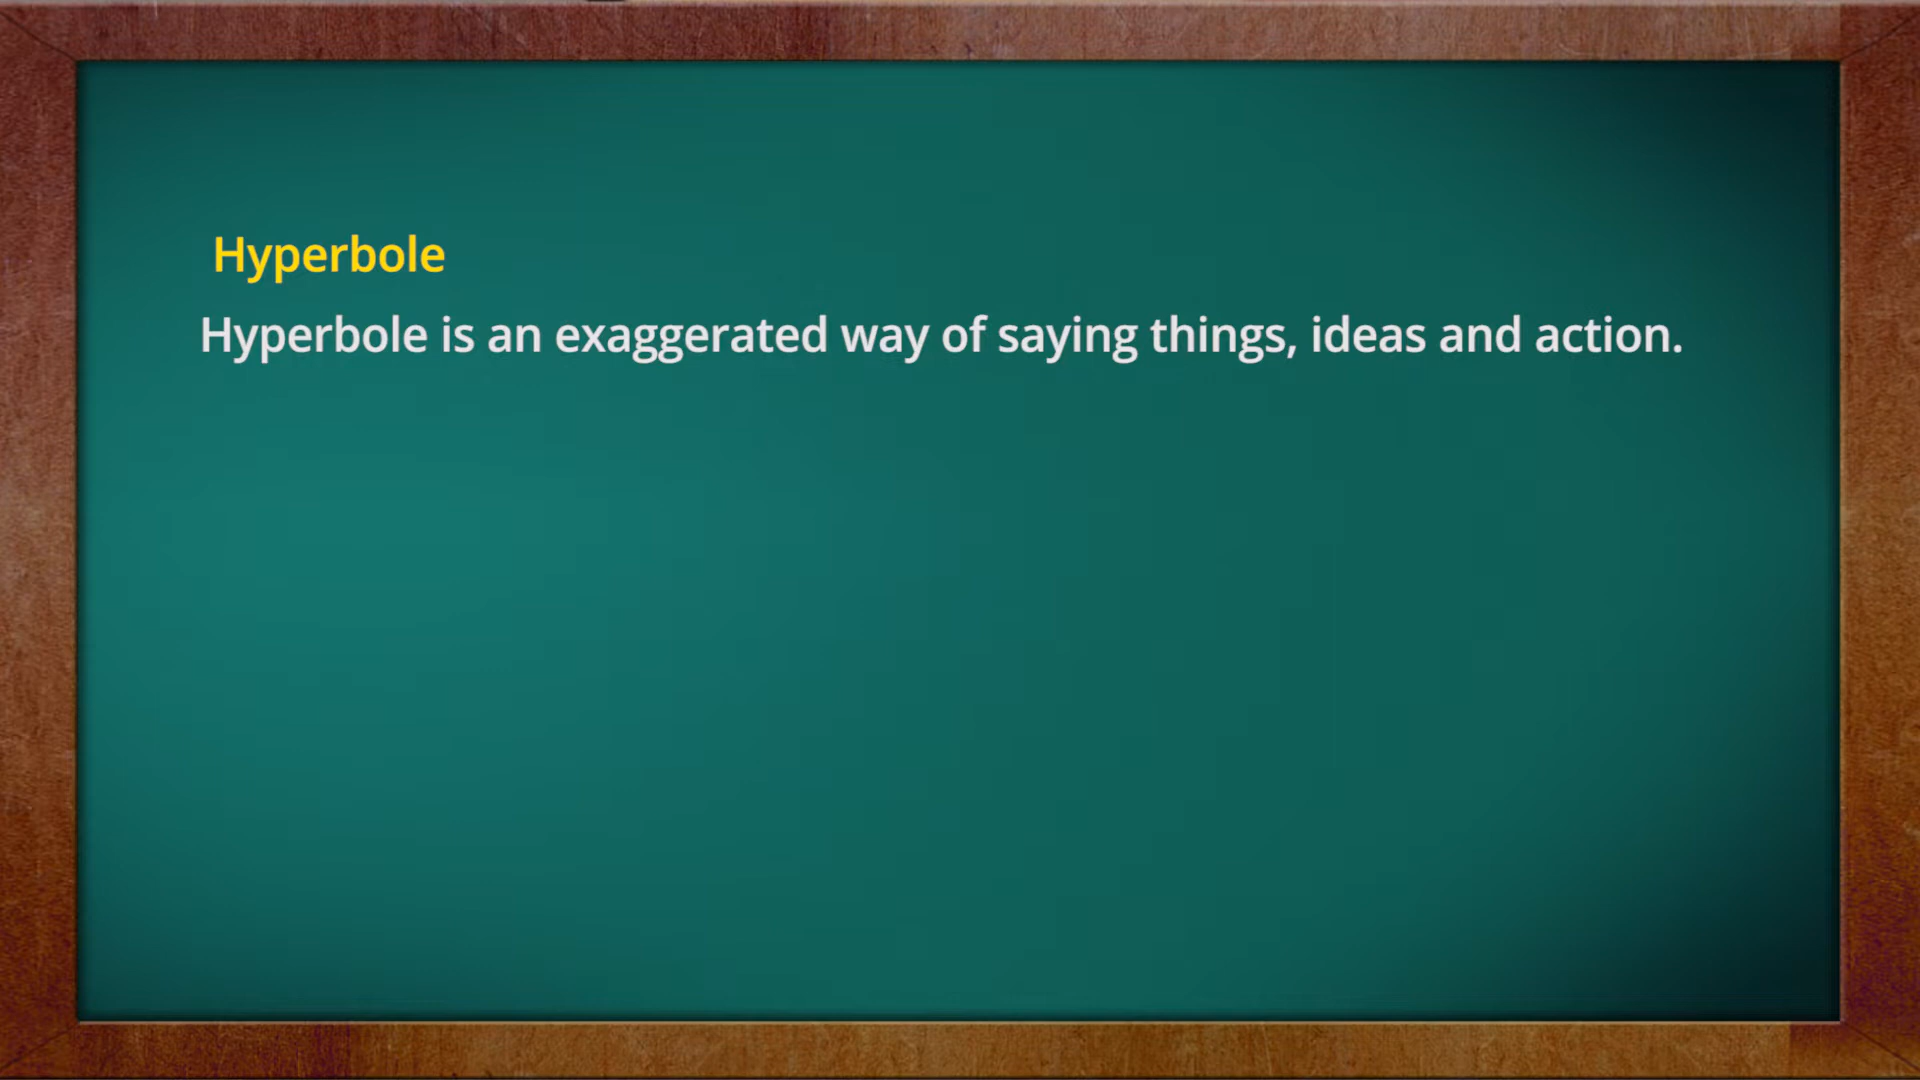 Hyperbole
Hyperbole is an exaggerated way of saying things, ideas and action.